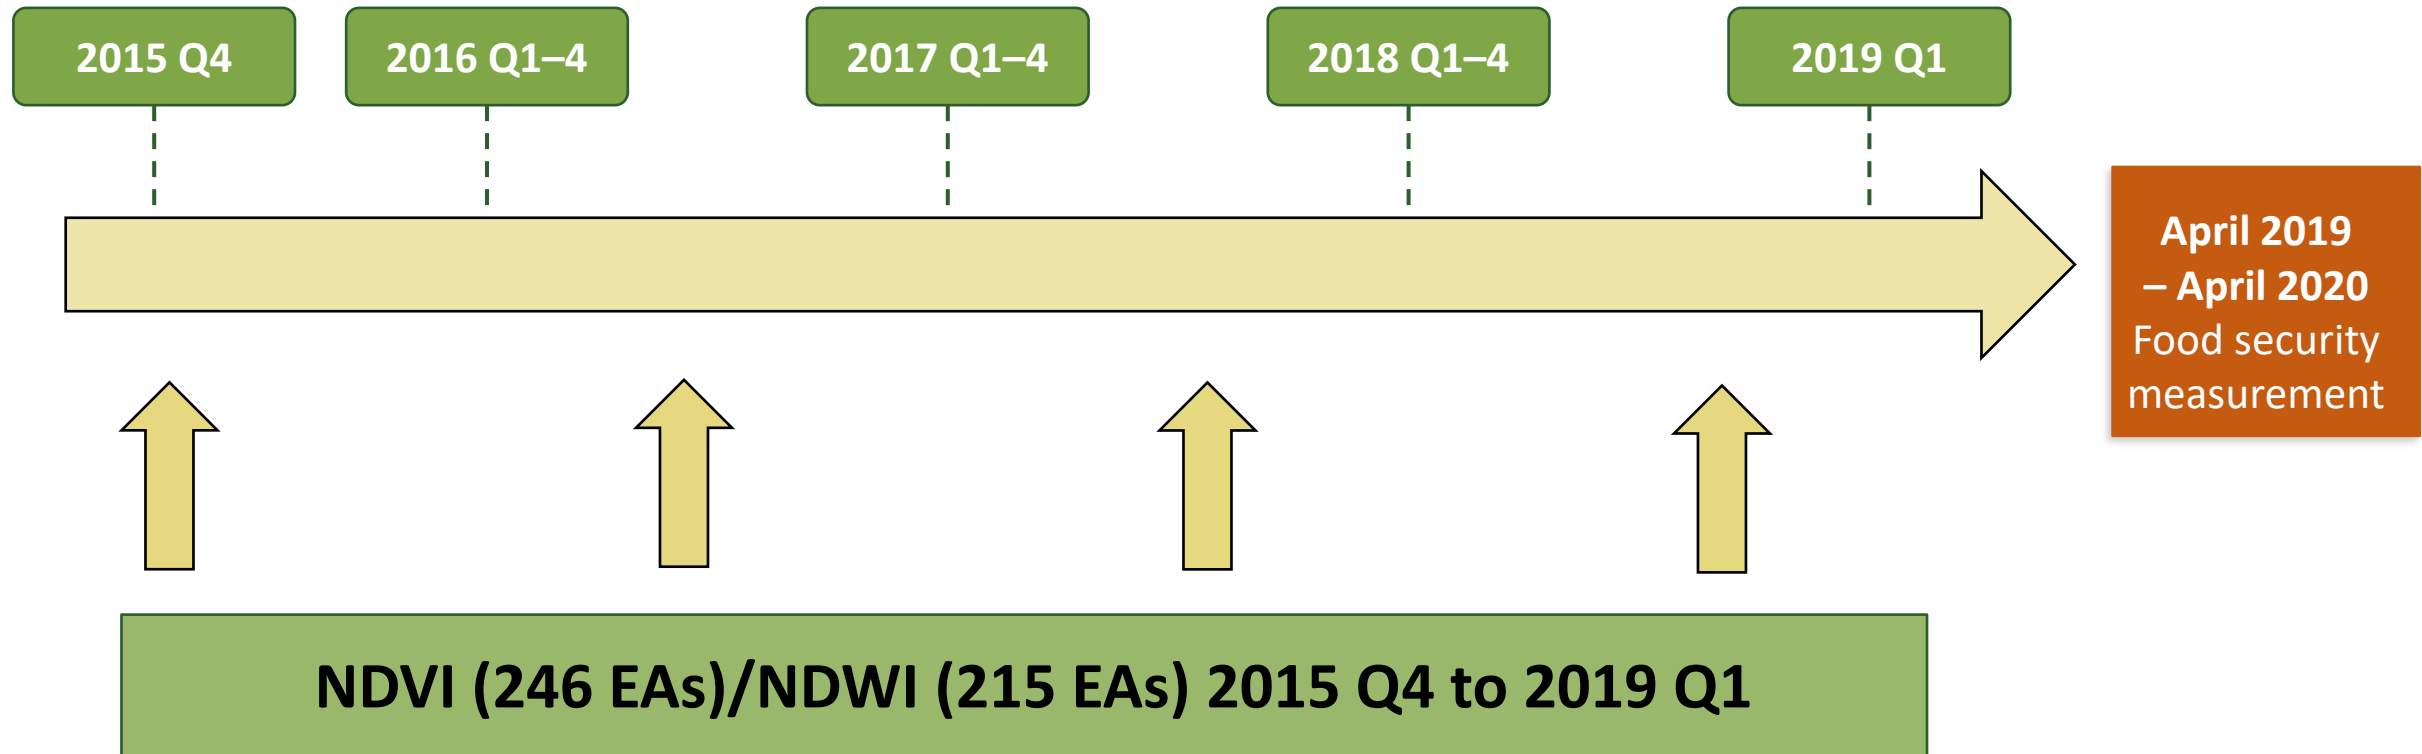 2015 Q4
2016 Q1–4
2017 Q1–4
2018 Q1–4
2019 Q1
April 2019
– April 2020
Food security
measurement
NDVI (246 EAs)/NDWI (215 EAs) 2015 Q4 to 2019 Q1